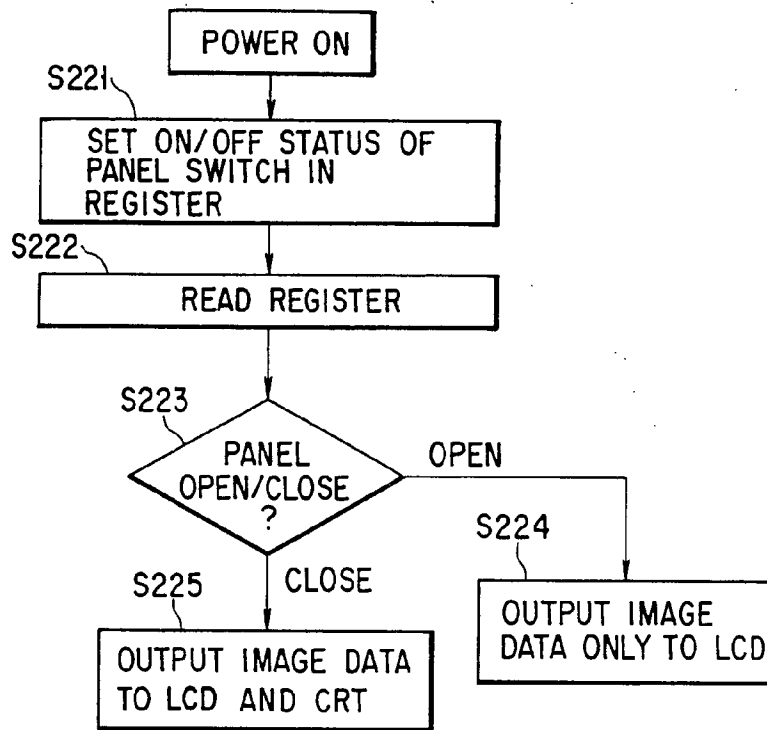 POWER ON
S221
SET ON/OFF STATUS OF
PANEL SWITCH IN
REGISTER
S222
READ REGISTER
S223
PANEL
OPEN/CLOSE
?
OPEN
S224
OUTPUT IMAGE
DATA ONLY TO LCD
CLOSE
S225
OUTPUT IMAGE DATA
TO LCD AND CRT